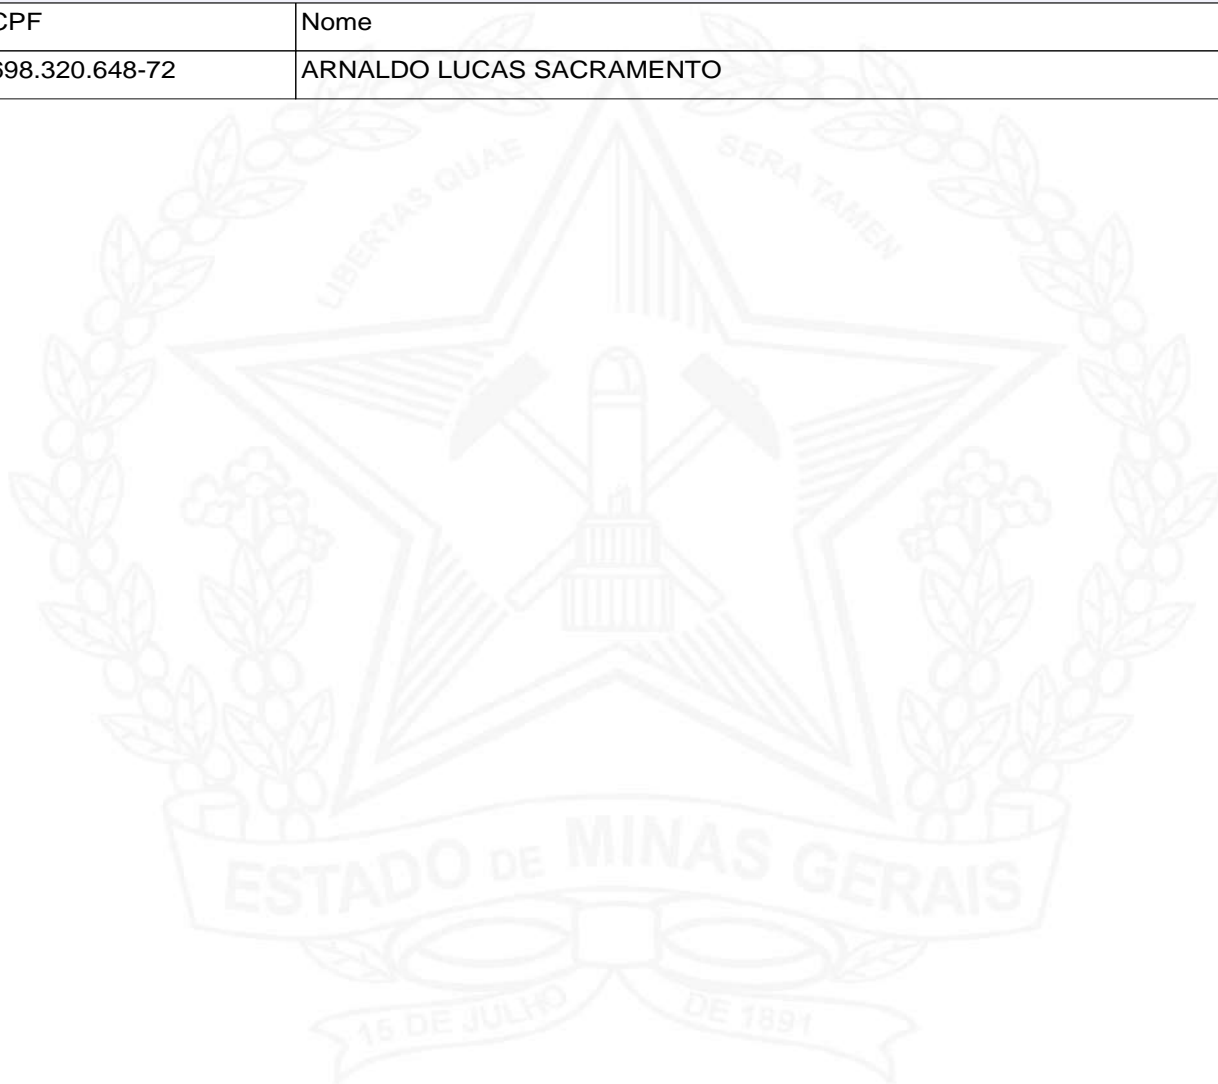 CPF Nome
698.320.648-72 ARNALDO LUCAS SACRAMENTO
LIBERTAS QUAE SERA TAMEN
ESTADO DE MINAS GERAIS
15 DE JULHO DE 1891